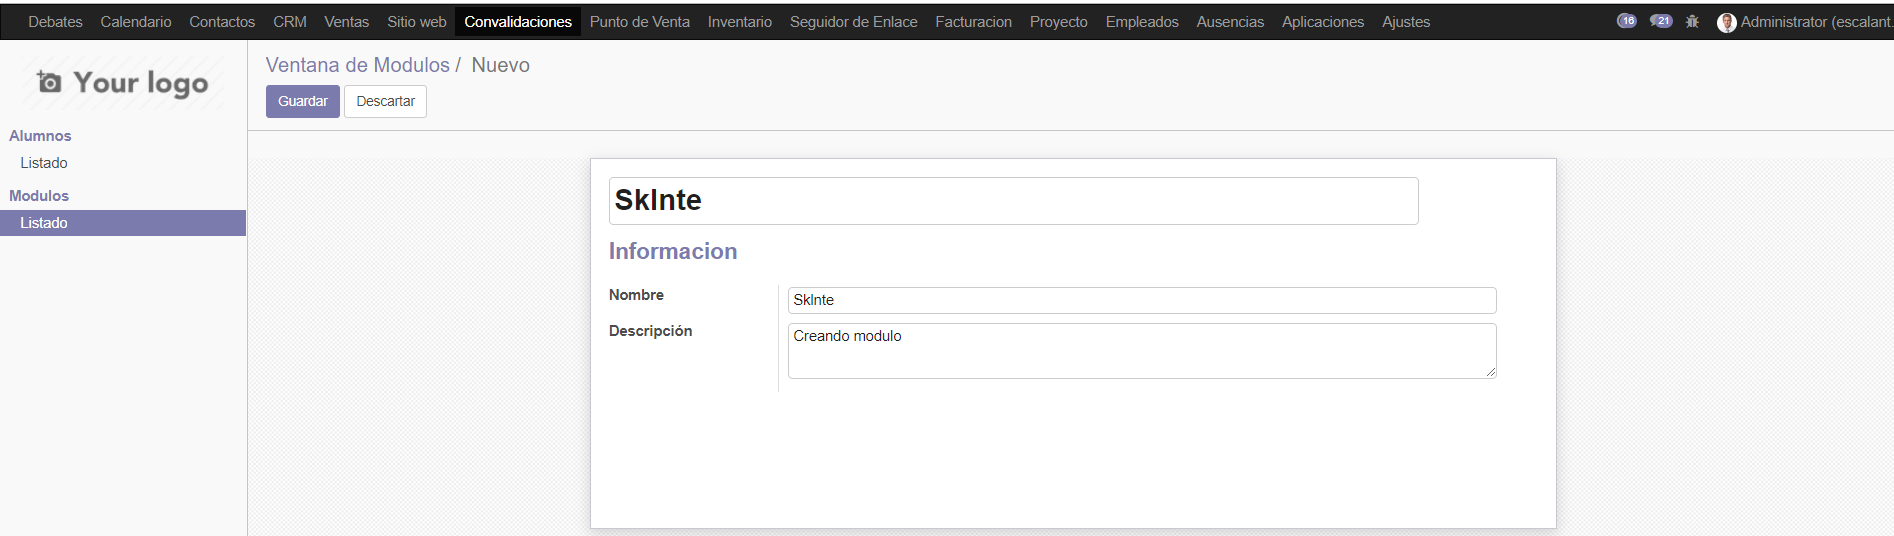 Debates Calendario Contactos CRM Ventas Sitio web Convalidaciones Punto de Venta Inventario Seguidor de Enlace Facturacion Proyecto Empleados Ausencias Aplicaciones Ajustes 16 21 Administrator (escalant.
Your logo
Ventana de Modulos / Nuevo
Guardar Descartar
Alumnos
Listado
Modulos
Listado
SkInte
Informacion
Nombre SkInte
Descripción Creando modulo